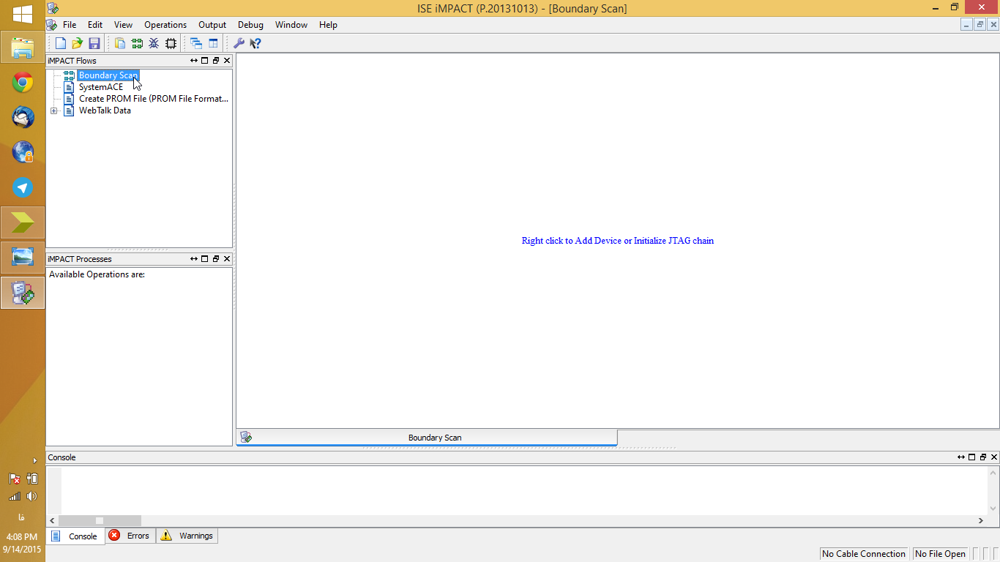 ISE iMPACT (P.20131013) - [Boundary Scan]
File Edit View Operations Output Debug Window Help
iMPACT Flows
Boundary Scan
SystemACE
Create PROM File (PROM File Format...
WebTalk Data
Right click to Add Device or Initialize JTAG chain
iMPACT Processes
Available Operations are:
Boundary Scan
Console
Console Errors Warnings
فا
4:08 PM
9/14/2015
No Cable Connection No File Open